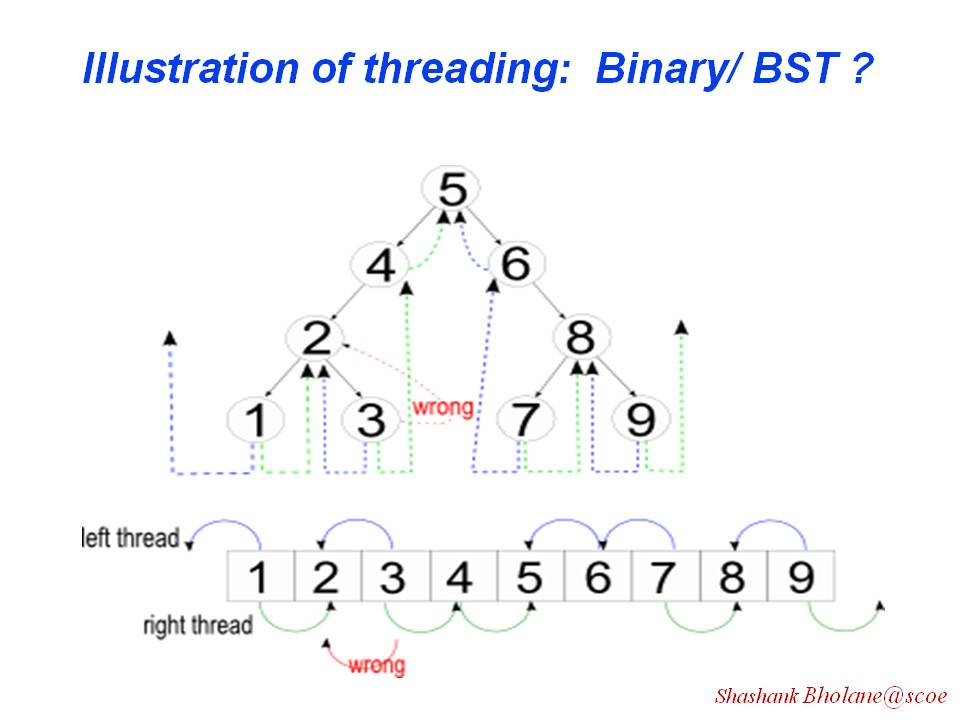 Illustration of threading: Binary/ BST ?
5
4 6
2 8
wrong
1 3 7 9
left thread
1 2 3 4 5 6 7 8 9
right thread
wrong
Shashank Bholane@scoe